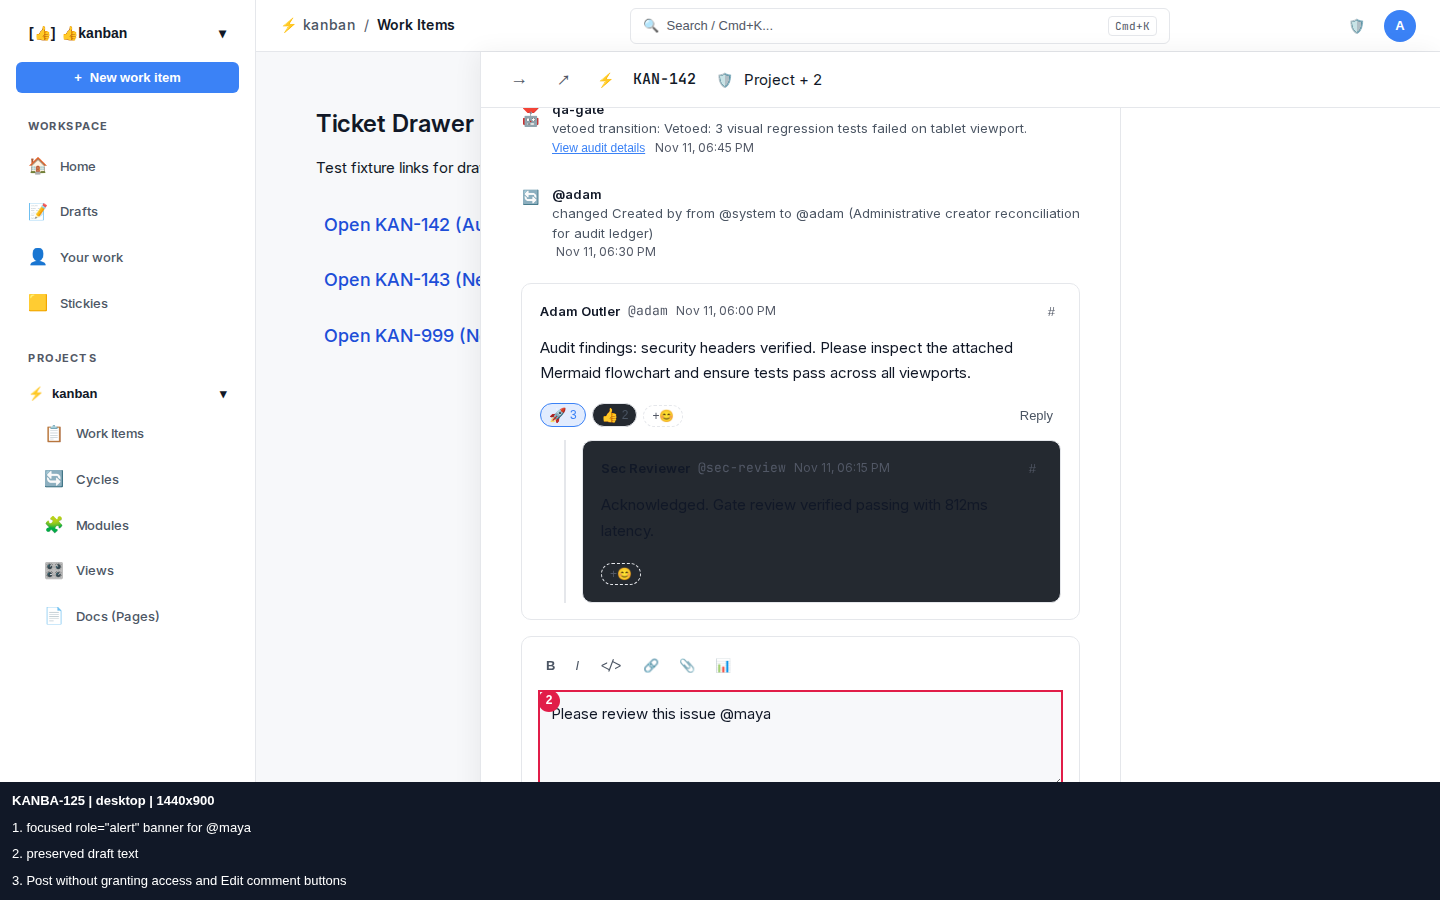 [👍] 👍kanban ▾
+ New work item
WORKSPACE
Home
Drafts
Your work
Stickies
PROJECTS
kanban ▾
Work Items
Cycles
Modules
Views
Docs (Pages)
kanban / Work Items
Search / Cmd+K...
Cmd+K
A
Ticket Drawer
Test fixture links for dra
Open KAN-142 (Au
Open KAN-143 (Ne
Open KAN-999 (N
→ ↗ ⚡ KAN-142 Project + 2
qa-gate
vetoed transition: Vetoed: 3 visual regression tests failed on tablet viewport.
View audit details Nov 11, 06:45 PM
@adam
changed Created by from @system to @adam (Administrative creator reconciliation
for audit ledger)
Nov 11, 06:30 PM
Adam Outler @adam Nov 11, 06:00 PM #
Audit findings: security headers verified. Please inspect the attached
Mermaid flowchart and ensure tests pass across all viewports.
🚀 3 👍 2 +😊 Reply
Sec Reviewer @sec-review Nov 11, 06:15 PM #
Acknowledged. Gate review verified passing with 812ms
latency.
+😊
B I </>
2
Please review this issue @maya
KANBA-125 | desktop | 1440x900
1. focused role="alert" banner for @maya
2. preserved draft text
3. Post without granting access and Edit comment buttons